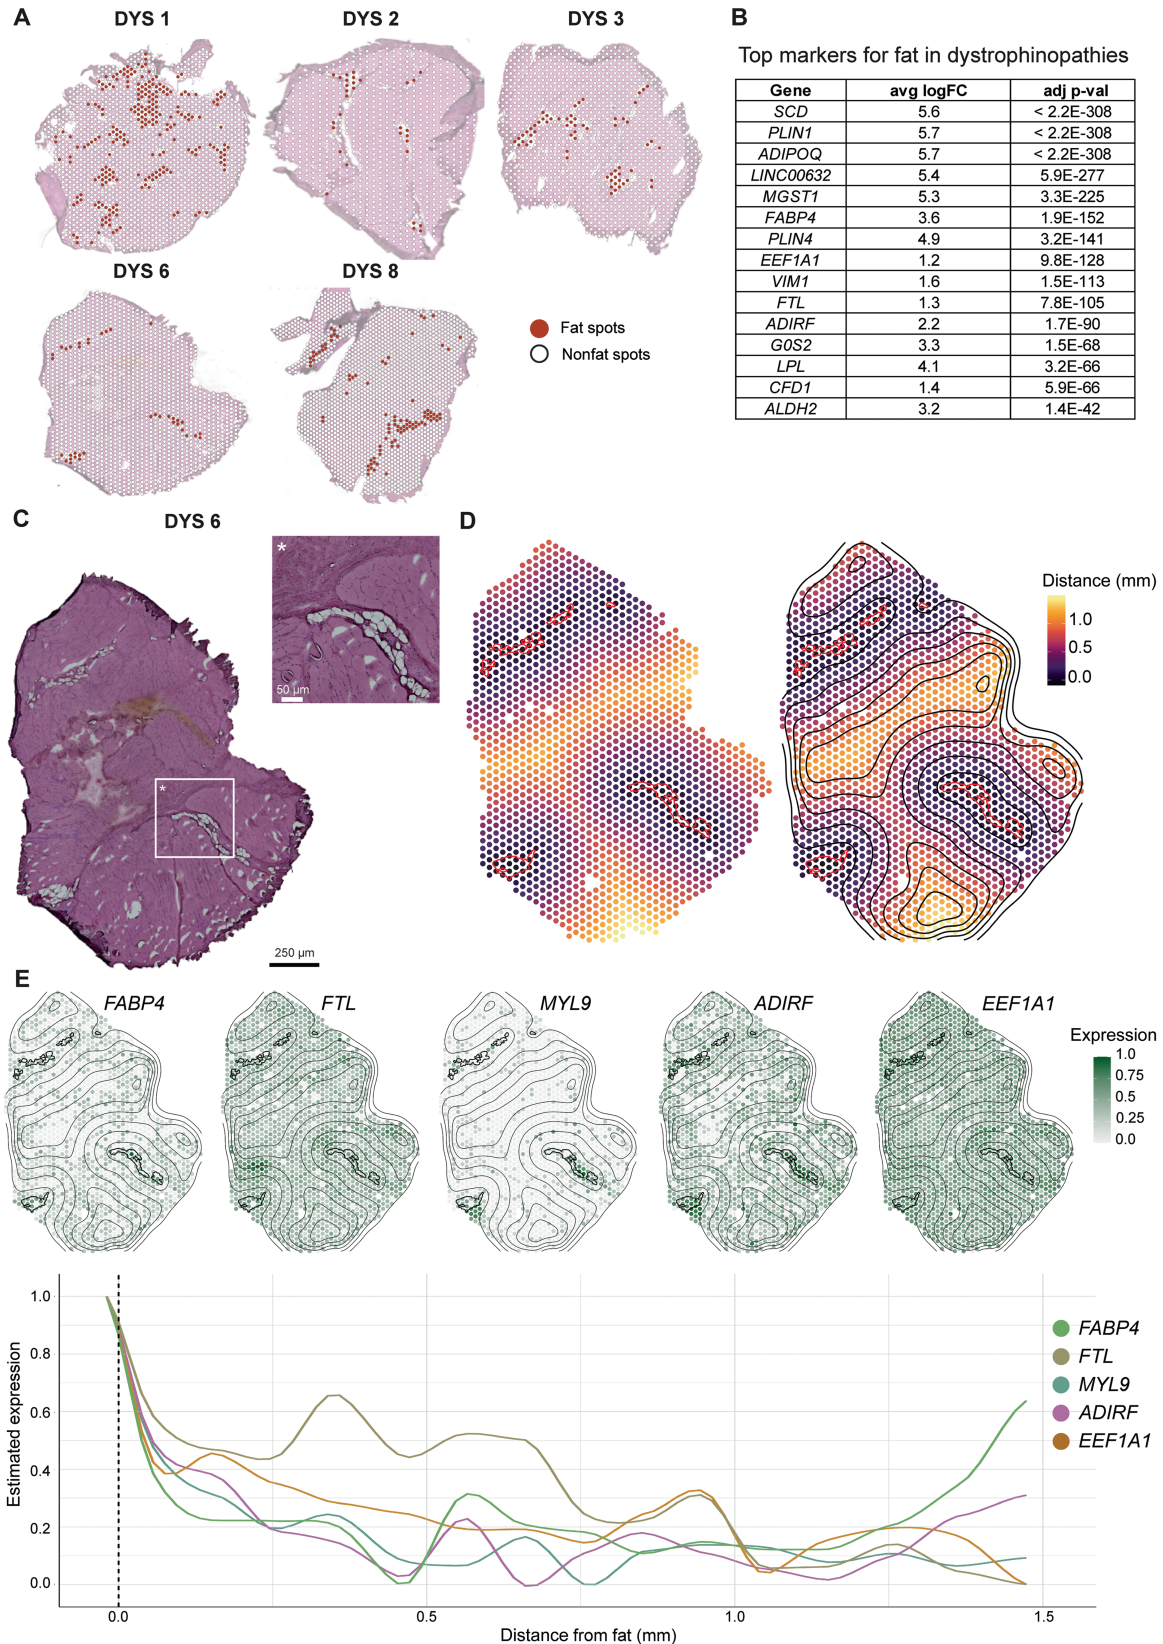 A
DYS 1
DYS 2
DYS 3
DYS 6
DYS 8
Fat spots
Nonfat spots
B
Top markers for fat in dystrophinopathies
Gene avg logFC adj p-val
SCD 5.6 < 2.2E-308
PLIN1 5.7 < 2.2E-308
ADIPOQ 5.7 < 2.2E-308
LINC00632 5.4 5.9E-277
MGST1 5.3 3.3E-225
FABP4 3.6 1.9E-152
PLIN4 4.9 3.2E-141
EEF1A1 1.2 9.8E-128
VIM1 1.6 1.5E-113
FTL 1.3 7.8E-105
ADIRF 2.2 1.7E-90
G0S2 3.3 1.5E-68
LPL 4.1 3.2E-66
CFD1 1.4 5.9E-66
ALDH2 3.2 1.4E-42
C
DYS 6
*
50 µm
*
250 µm
D
Distance (mm)
1.0
0.5
0.0
E
FABP4
FTL
MYL9
ADIRF
EEF1A1
Expression
1.0
0.75
0.5
0.25
0.0
Estimated expression
1.0
0.8
0.6
0.4
0.2
0.0
0.0 0.5 1.0 1.5
Distance from fat (mm)
FABP4
FTL
MYL9
ADIRF
EEF1A1